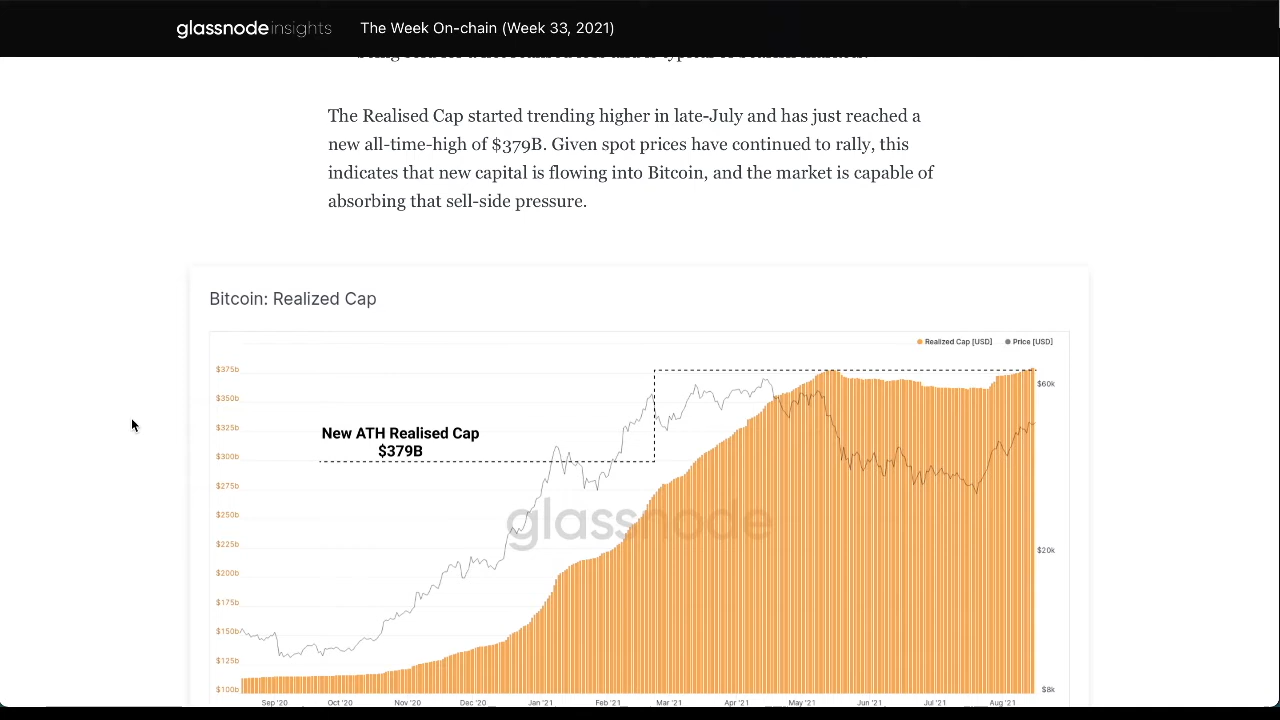 glassnode insights
The Week On-chain (Week 33, 2021)
The Realised Cap started trending higher in late-July and has just reached a
new all-time-high of $379B. Given spot prices have continued to rally, this
indicates that new capital is flowing into Bitcoin, and the market is capable of
absorbing that sell-side pressure.
Bitcoin: Realized Cap
Realized Cap [USD] Price [USD]
$375b
$350b
$325b
$300b
$275b
$250b
$225b
$200b
$175b
$150b
$125b
$100b
New ATH Realised Cap
$379B
glassnode
$60k
$20k
$8k
Sep '20 Oct '20 Nov '20 Dec '20 Jan '21 Feb '21 Mar '21 Apr '21 May '21 Jun '21 Jul '21 Aug '21